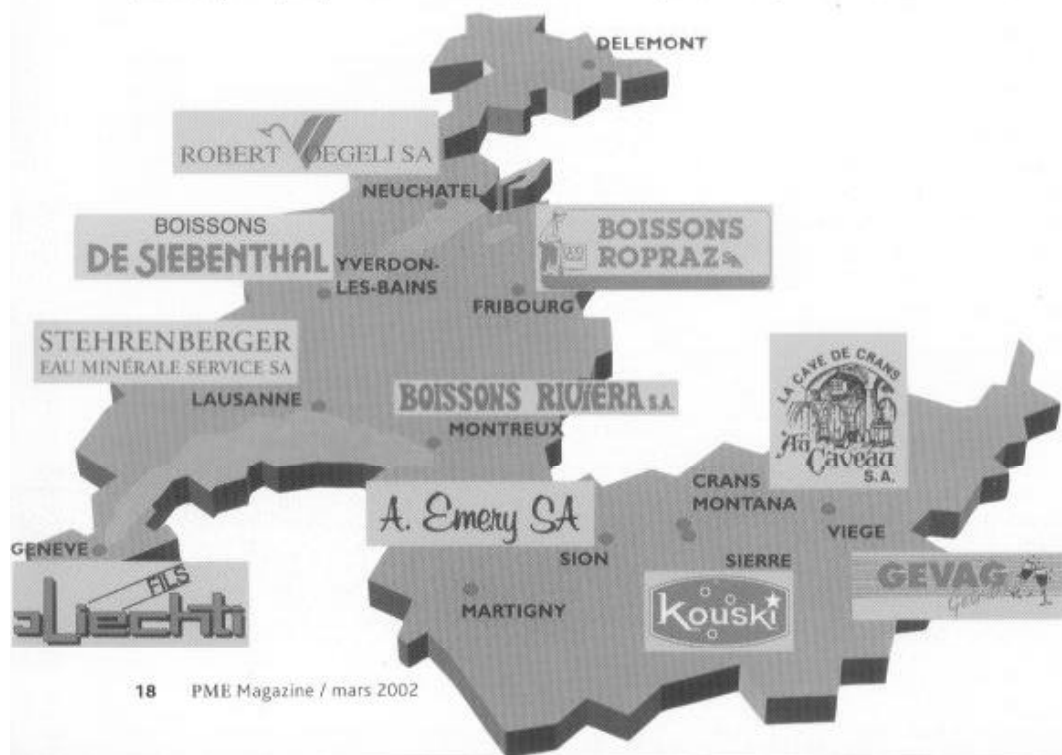 DELEMONT
ROBERT VOEGELI SA
NEUCHATEL
BOISSONS
DE SIEBENTHAL
YVERDON-
LES-BAINS
BOISSONS
ROPRAZ SA
FRIBOURG
STEHRENBERGER
EAU MINÉRALE SERVICE SA
LAUSANNE
BOISSONS RIVIERA S.A.
MONTREUX
LA CAVE DE CRANS
Au
Caveau
S.A.
A. Emery SA
CRANS
MONTANA
VIEGE
GENEVE
SION
SIERRE
GEVAG
FILS
Liechti
MARTIGNY
Kouski
18 PME Magazine / mars 2002